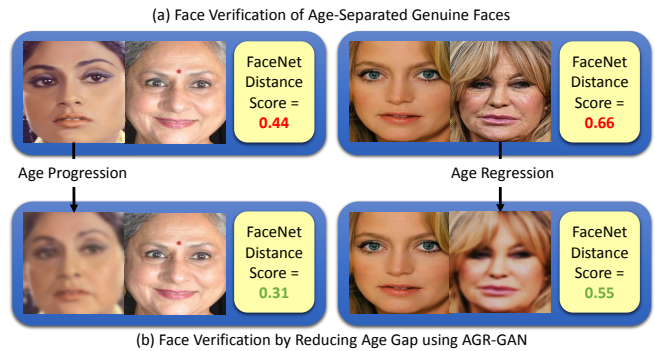 (a) Face Verification of Age-Separated Genuine Faces
FaceNet
Distance
Score =
0.44
FaceNet
Distance
Score =
0.66
Age Progression
Age Regression
FaceNet
Distance
Score =
0.31
FaceNet
Distance
Score =
0.55
(b) Face Verification by Reducing Age Gap using AGR-GAN